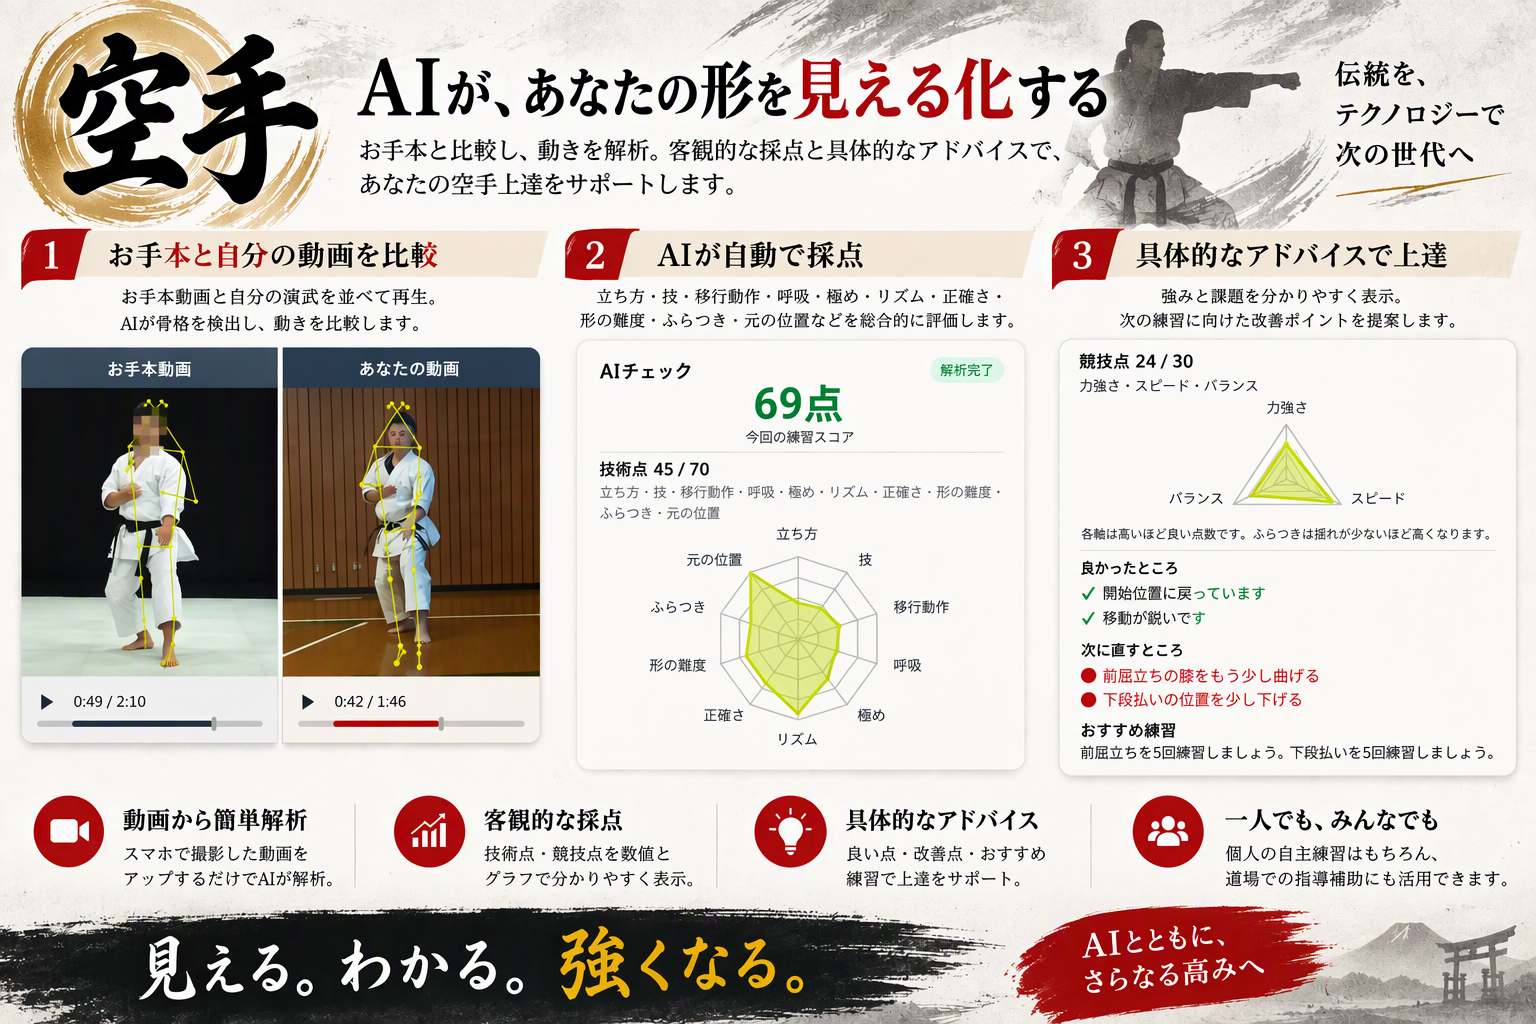 空手
AIが、あなたの形を見える化する
お手本と比較し、動きを解析。客観的な採点と具体的なアドバイスで、
あなたの空手上達をサポートします。
伝統を、
テクノロジーで
次の世代へ
1 お手本と自分の動画を比較
お手本動画と自分の演武を並べて再生。
AIが骨格を検出し、動きを比較します。
お手本動画
あなたの動画
0:49 / 2:10
0:42 / 1:46
2 AIが自動で採点
立ち方・技・移行動作・呼吸・極め・リズム・正確さ・
形の難度・ふらつき・元の位置などを総合的に評価します。
AIチェック
解析完了
69点
今回の練習スコア
技術点 45 / 70
立ち方・技・移行動作・呼吸・極め・リズム・正確さ・形の難度・
ふらつき・元の位置
立ち方
元の位置
技
ふらつき
移行動作
形の難度
呼吸
正確さ
極め
リズム
3 具体的なアドバイスで上達
強みと課題を分かりやすく表示。
次の練習に向けた改善ポイントを提案します。
競技点 24 / 30
力強さ・スピード・バランス
力強さ
バランス
スピード
各軸は高いほど良い点数です。ふらつきは揺れが少ないほど高くなります。
良かったところ
開始位置に戻っています
移動が鋭いです
次に直すところ
前屈立ちの膝をもう少し曲げる
下段払いの位置を少し下げる
おすすめ練習
前屈立ちを5回練習しましょう。下段払いを5回練習しましょう。
動画から簡単解析
スマホで撮影した動画を
アップするだけでAIが解析。
客観的な採点
技術点・競技点を数値と
グラフで分かりやすく表示。
具体的なアドバイス
良い点・改善点・おすすめ
練習で上達をサポート。
一人でも、みんなでも
個人の自主練習はもちろん、
道場での指導補助にも活用できます。
見える。わかる。強くなる。
AIとともに、
さらなる高みへ